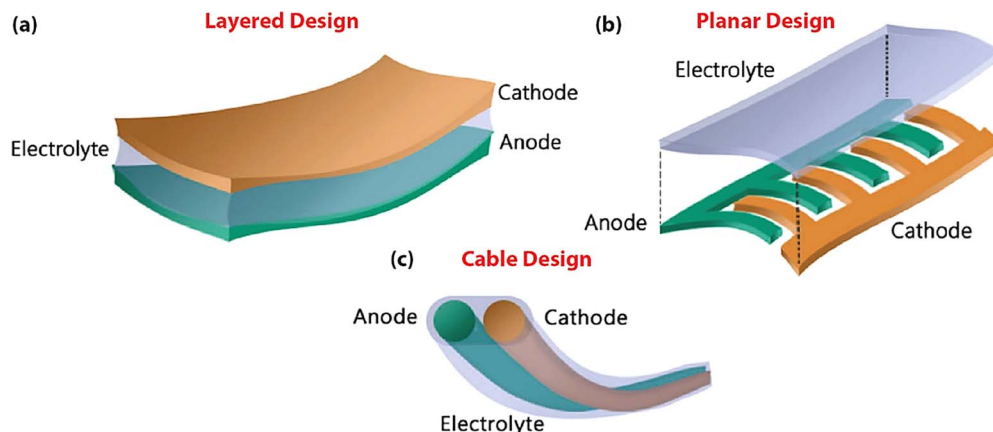 (a)
Layered Design
Cathode
Electrolyte
Anode
(b)
Planar Design
Electrolyte
Anode
Cathode
(c)
Cable Design
Anode
Cathode
Electrolyte